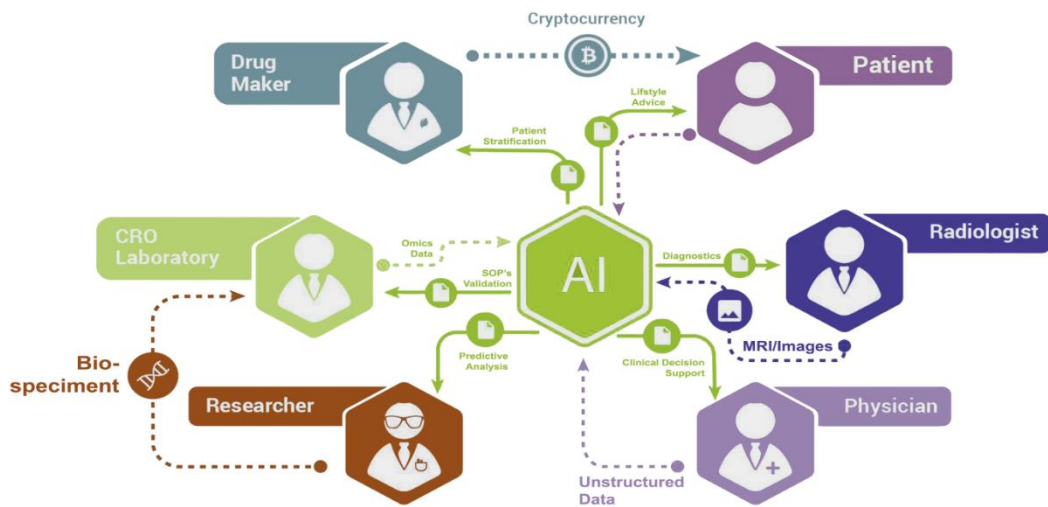 Cryptocurrency
Drug
Maker
Patient
Lifstyle
Advice
Patient
Stratification
CRO
Laboratory
Omics
Data
AI
Radiologist
Diagnostics
SOP's
Validation
MRI/Images
Bio-
speciment
Predictive
Analysis
Clinical Decision
Support
Researcher
Physician
Unstructured
Data